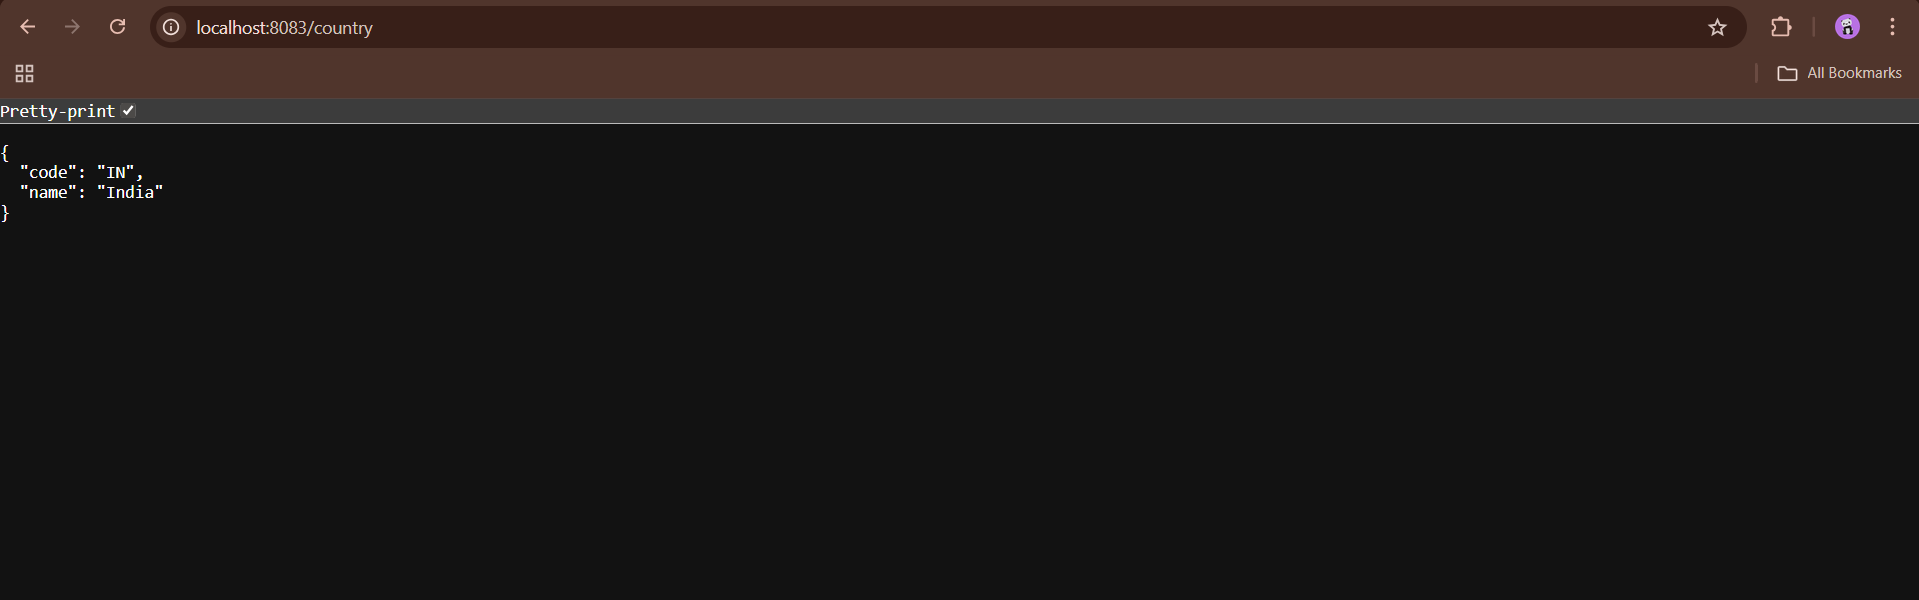 localhost:8083/country
All Bookmarks
Pretty-print
{
  "code": "IN",
  "name": "India"
}